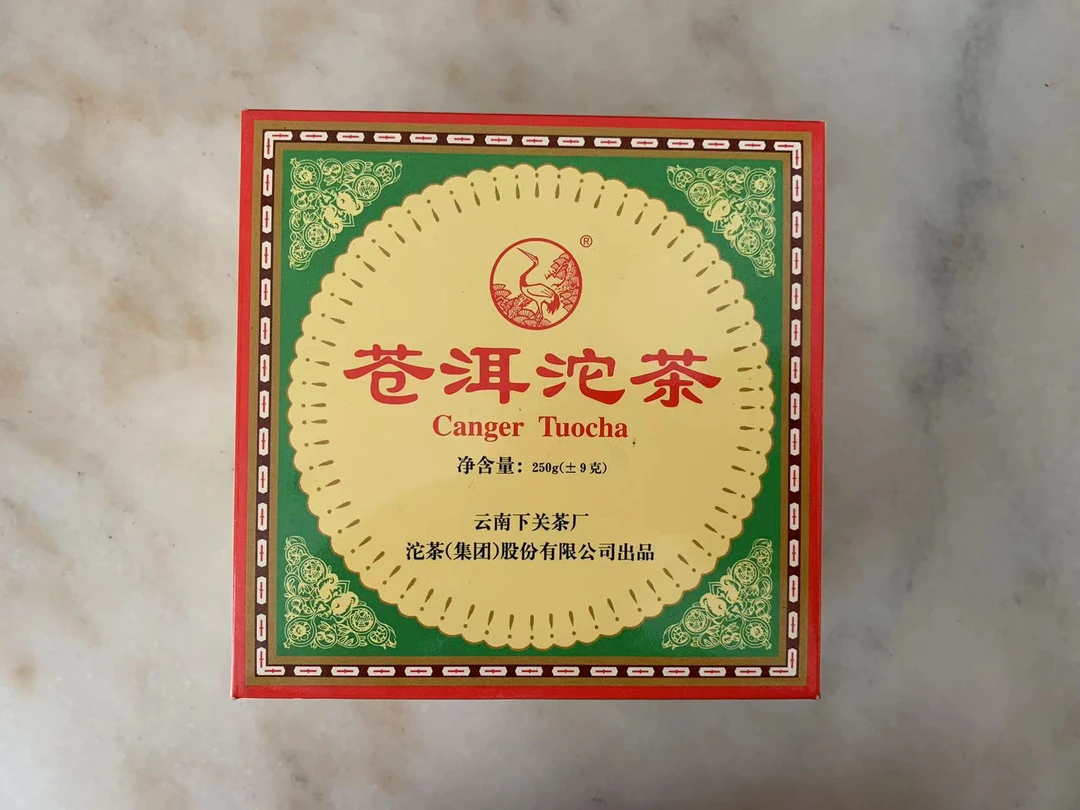 ®
苍洱沱茶
Canger Tuocha
净含量：250g(±9克)
云南下关茶厂
沱茶(集团)股份有限公司出品